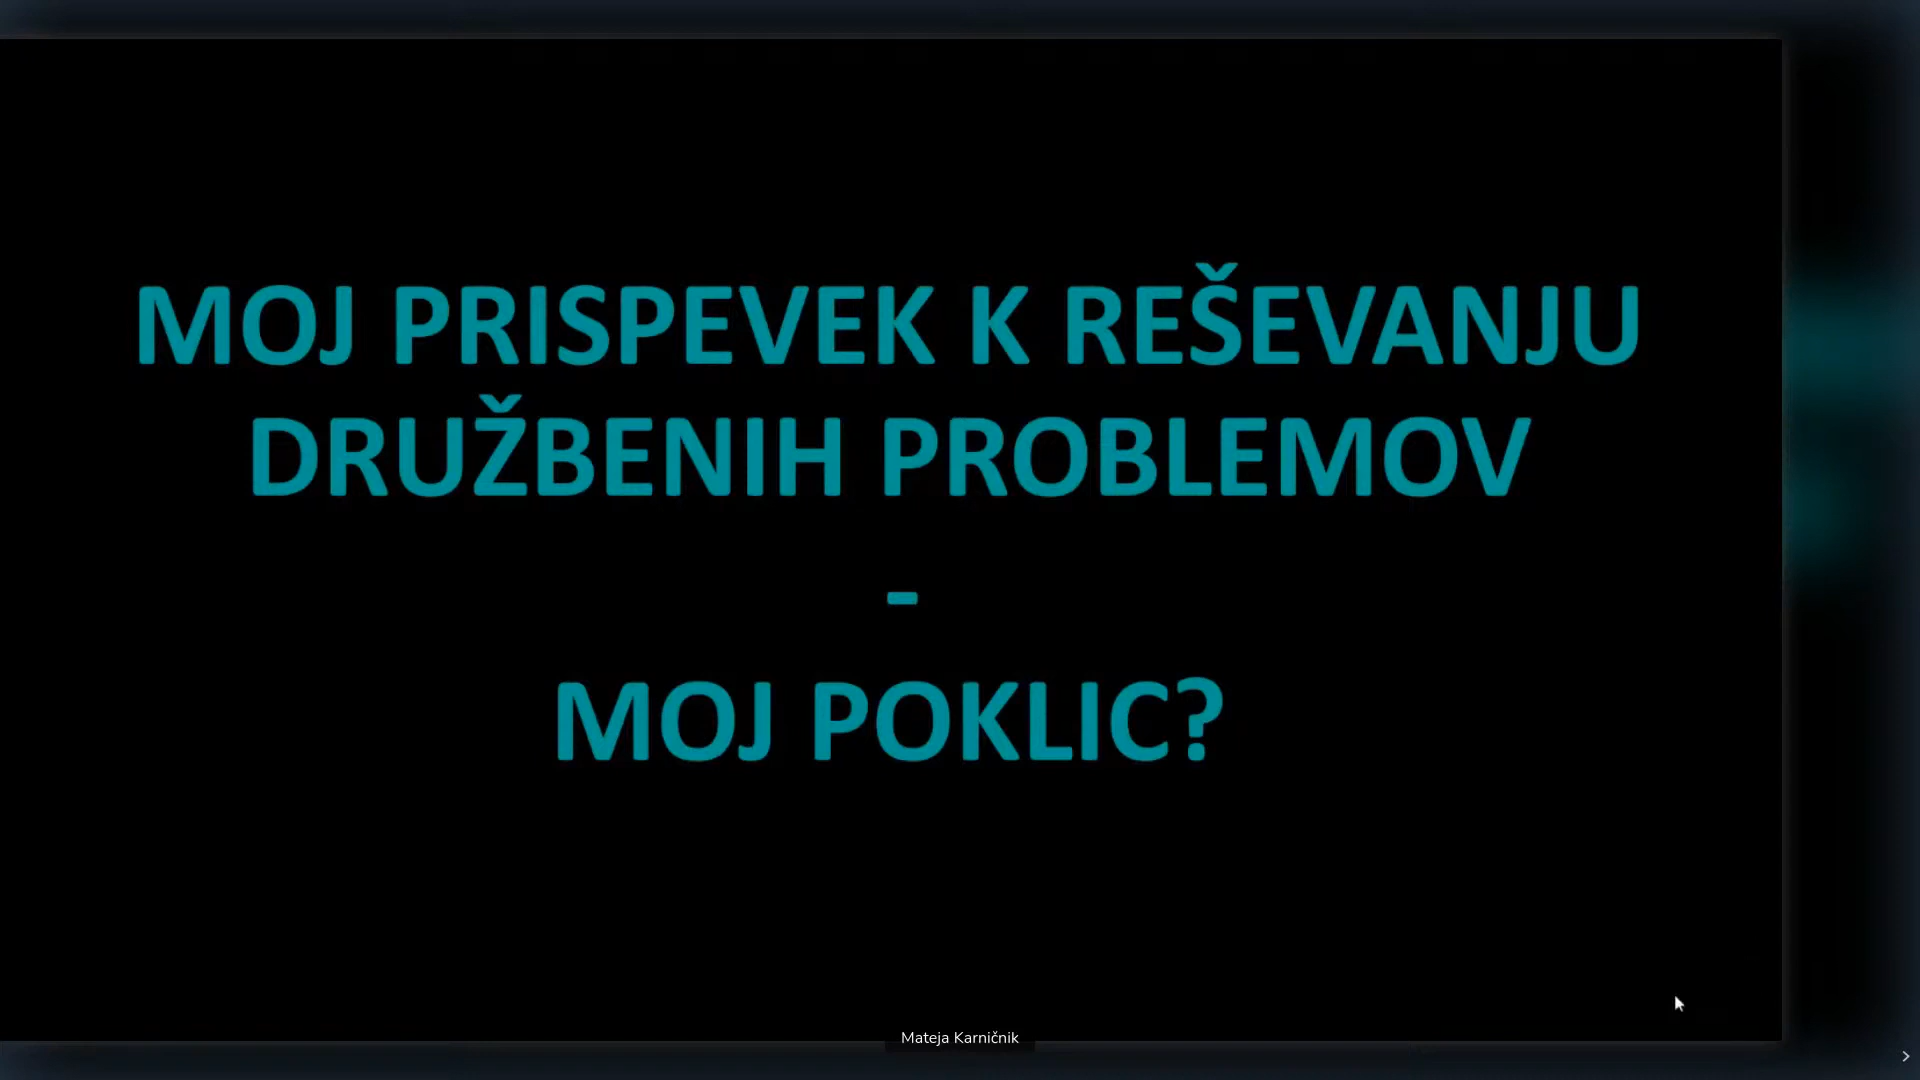 MOJ PRISPEVEK K REŠEVANJU
DRUŽBENIH PROBLEMOV
-
MOJ POKLIC?
Mateja Karničnik